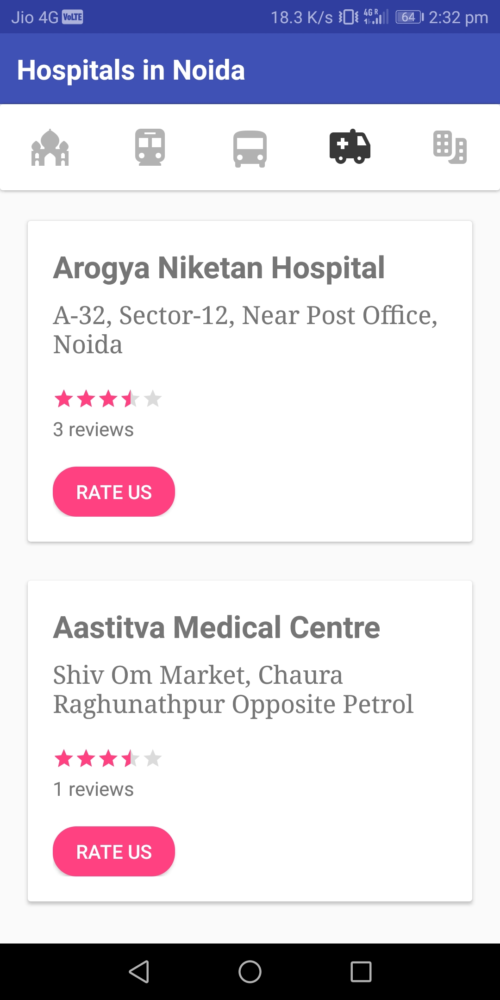 Jio 4G VoLTE 18.3 K/s 4G R 64 2:32 pm
Hospitals in Noida
Arogya Niketan Hospital
A-32, Sector-12, Near Post Office,
Noida
3 reviews
RATE US
Aastitva Medical Centre
Shiv Om Market, Chaura
Raghunathpur Opposite Petrol
1 reviews
RATE US